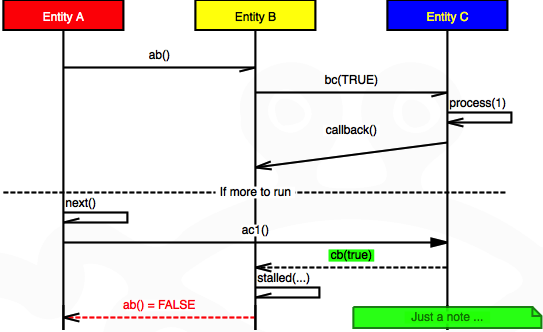 Entity A
Entity B
Entity C
ab()
bc(TRUE)
process(1)
callback()
If more to run
next()
ac1()
cb(true)
stalled(...)
ab() = FALSE
Just a note ...